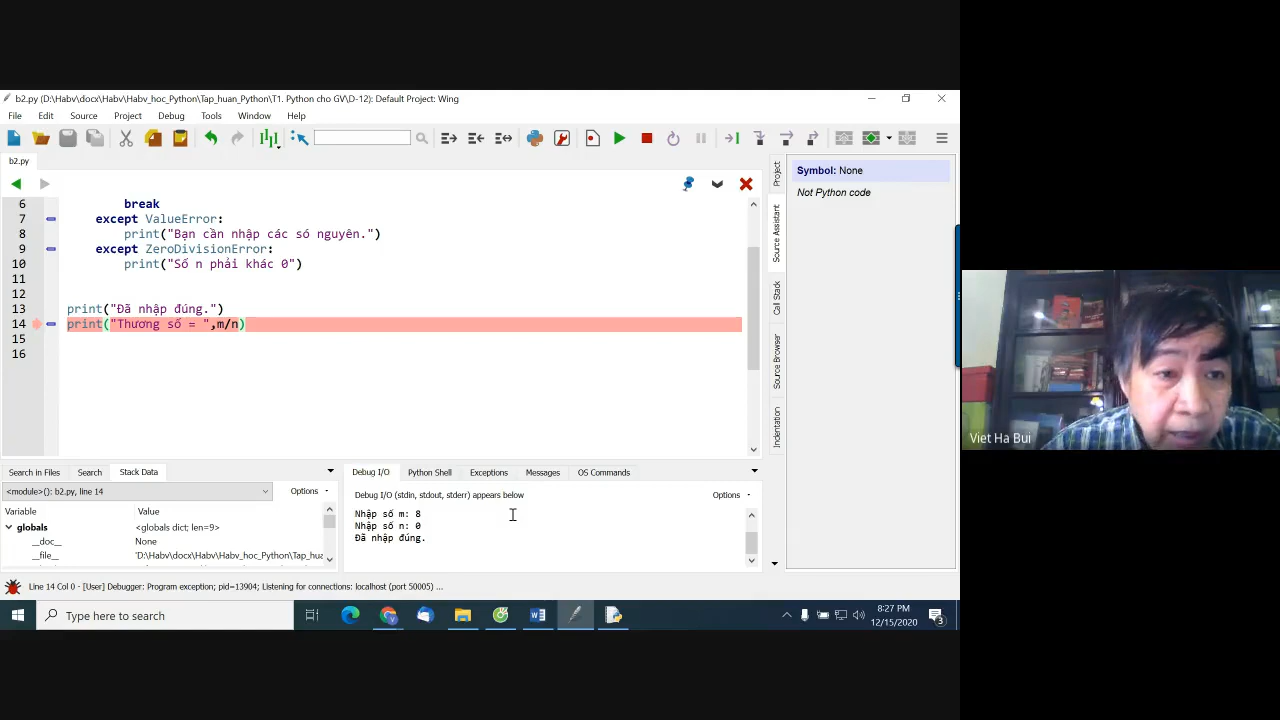 b2.py (D:\Habv\docx\Habv\Habv_hoc_Python\Tap_huan_Python\T1. Python cho GV\D-12): Default Project: Wing
File Edit Source Project Debug Tools Window Help
b2.py
6 break
7 except ValueError:
8 print("Bạn cần nhập các só nguyên.")
9 except ZeroDivisionError:
10 print("Số n phải khác 0")
11
12
13 print("Đã nhập đúng.")
14 print("Thương số = ",m/n)
15
16
Project
Source Assistant
Call Stack
Source Browser
Indentation
Symbol: None
Not Python code
Viet Ha Bui
Search in Files Search Stack Data
<module>(): b2.py, line 14 Options
Variable Value
globals <globals dict; len=9>
__doc__ None
__file__ 'D:\Habv\docx\Habv\Habv_hoc_Python\Tap_hua
Debug I/O Python Shell Exceptions Messages OS Commands
Debug I/O (stdin, stdout, stderr) appears below Options
Nhập số m: 8
Nhập số n: 0
Đã nhập đúng.
Line 14 Col 0 - [User] Debugger: Program exception; pid=13904; Listening for connections: localhost (port 50005) ...
Type here to search
8:27 PM
12/15/2020
3